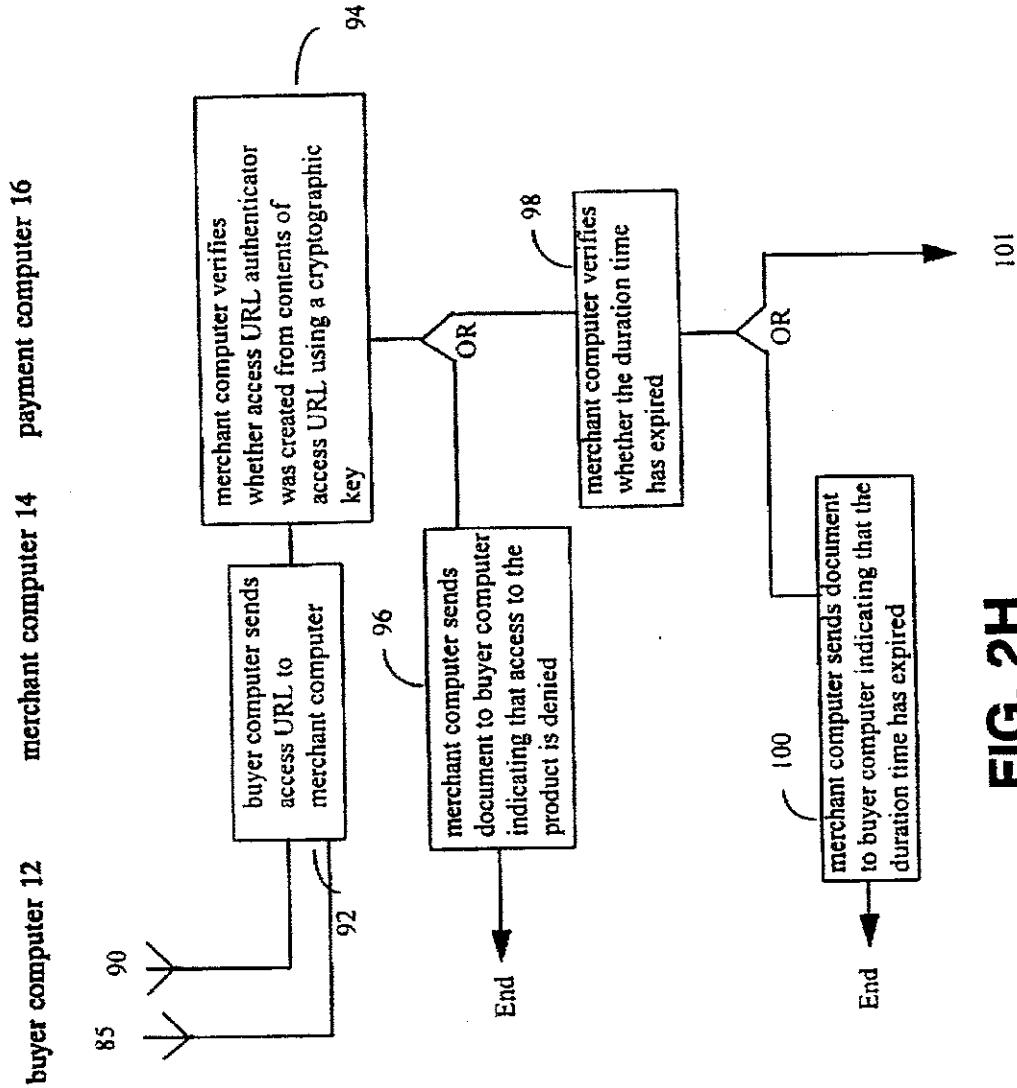 buyer computer 12
merchant computer 14
payment computer 16
85
90
buyer computer sends
access URL to
merchant computer
92
merchant computer verifies
whether access URL authenticator
was created from contents of
access URL using a cryptographic
key
94
OR
96
merchant computer sends
document to buyer computer
indicating that access to the
product is denied
End
98
merchant computer verifies
whether the duration time
has expired
OR
100
merchant computer sends document
to buyer computer indicating that the
duration time has expired
End
101
FIG. 2H